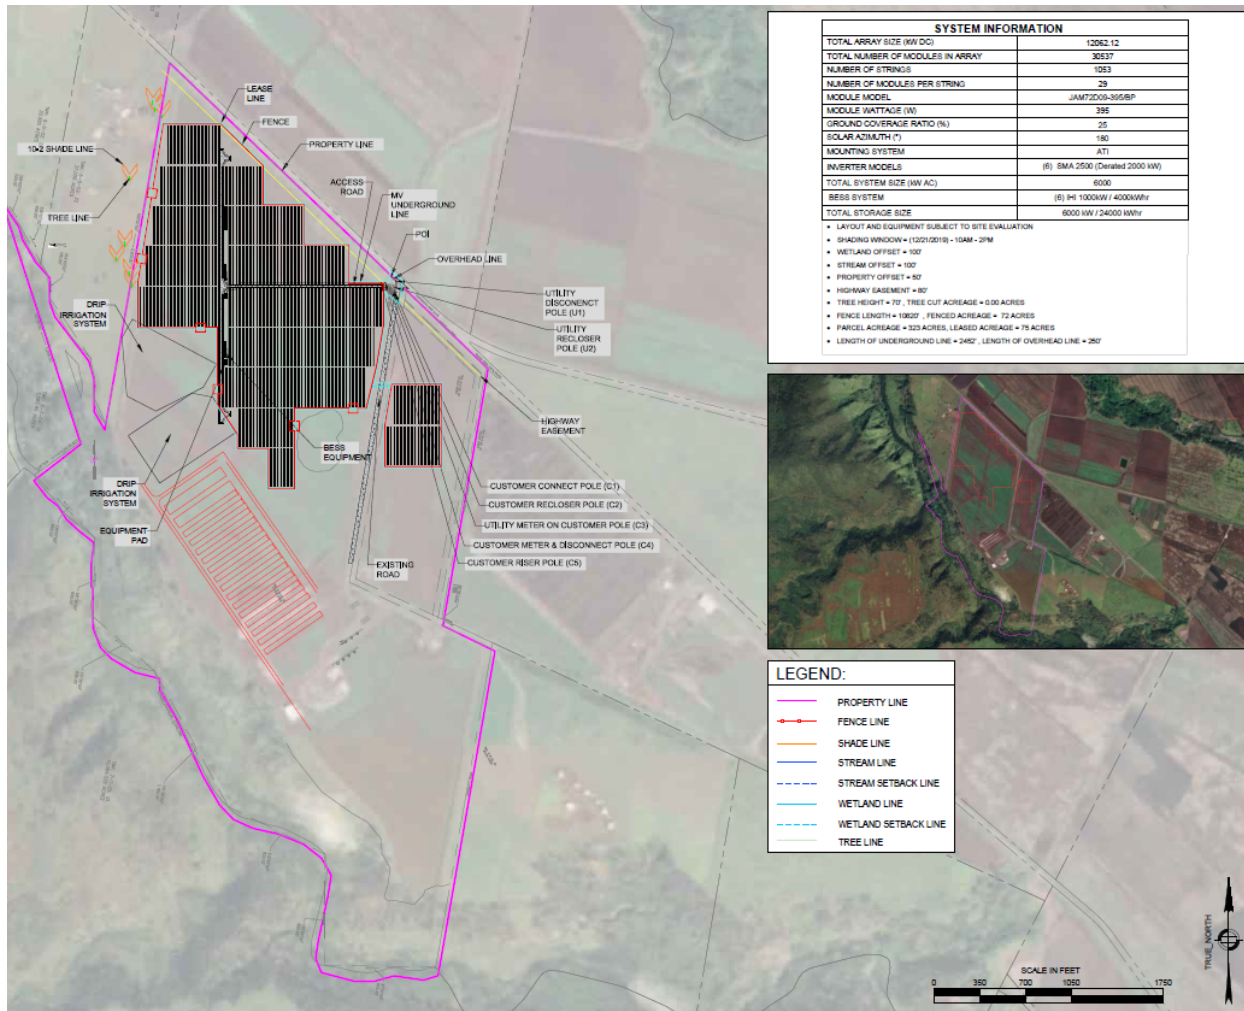 SYSTEM INFORMATION
TOTAL ARRAY SIZE (kW DC) 12062.12
TOTAL NUMBER OF MODULES IN ARRAY 30537
NUMBER OF STRINGS 1053
NUMBER OF MODULES PER STRING 29
MODULE MODEL JAM72D09-395/BP
MODULE WATTAGE (W) 395
GROUND COVERAGE RATIO (%) 25
SOLAR AZIMUTH (°) 180
MOUNTING SYSTEM ATI
INVERTER MODELS (6) SMA 2500 (Derated 2000 kW)
TOTAL SYSTEM SIZE (kW AC) 6000
BESS SYSTEM (6) IHI 1000kW / 4000kWhr
TOTAL STORAGE SIZE 6000 kW / 24000 kWhr
• LAYOUT AND EQUIPMENT SUBJECT TO SITE EVALUATION
• SHADING WINDOW = (12/21/2019) - 10AM - 2PM
• WETLAND OFFSET = 100'
• STREAM OFFSET = 100'
• PROPERTY OFFSET = 50'
• HIGHWAY EASEMENT = 80'
• TREE HEIGHT = 70', TREE CUT ACREAGE = 0.00 ACRES
• FENCE LENGTH = 10820' , FENCED ACREAGE = 72 ACRES
• PARCEL ACREAGE = 323 ACRES, LEASED ACREAGE = 75 ACRES
• LENGTH OF UNDERGROUND LINE = 2452', LENGTH OF OVERHEAD LINE = 250'
LEASE
LINE
FENCE
PROPERTY LINE
10-2 SHADE LINE
ACCESS
ROAD
MV
UNDERGROUND
LINE
TREE LINE
POI
OVERHEAD LINE
UTILITY
DISCONENCT
POLE (U1)
DRIP
IRRIGATION
SYSTEM
UTILITY
RECLOSER
POLE (U2)
HIGHWAY
EASEMENT
BESS
EQUIPMENT
DRIP
IRRIGATION
SYSTEM
CUSTOMER CONNECT POLE (C1)
CUSTOMER RECLOSER POLE (C2)
UTILITY METER ON CUSTOMER POLE (C3)
EQUIPMENT
PAD
CUSTOMER METER & DISCONNECT POLE (C4)
CUSTOMER RISER POLE (C5)
EXISTING
ROAD
LEGEND:
PROPERTY LINE
FENCE LINE
SHADE LINE
STREAM LINE
STREAM SETBACK LINE
WETLAND LINE
WETLAND SETBACK LINE
TREE LINE
TRUE_NORTH
SCALE IN FEET
0 350 700 1050 1750